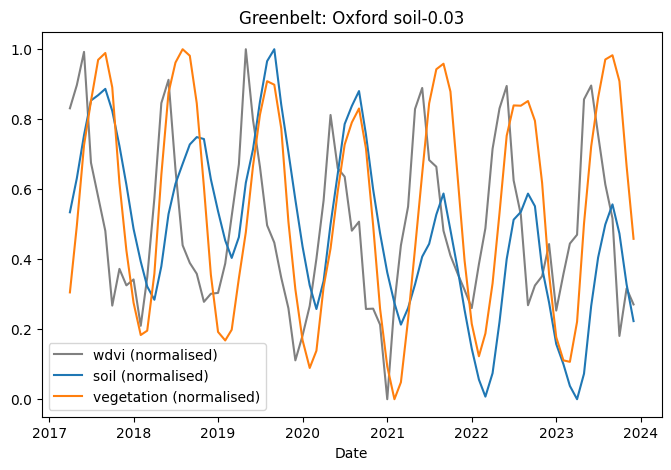 Greenbelt: Oxford soil-0.03
1.0
0.8
0.6
0.4
0.2
0.0
wdvi (normalised)
soil (normalised)
vegetation (normalised)
2017 2018 2019 2020 2021 2022 2023 2024
Date